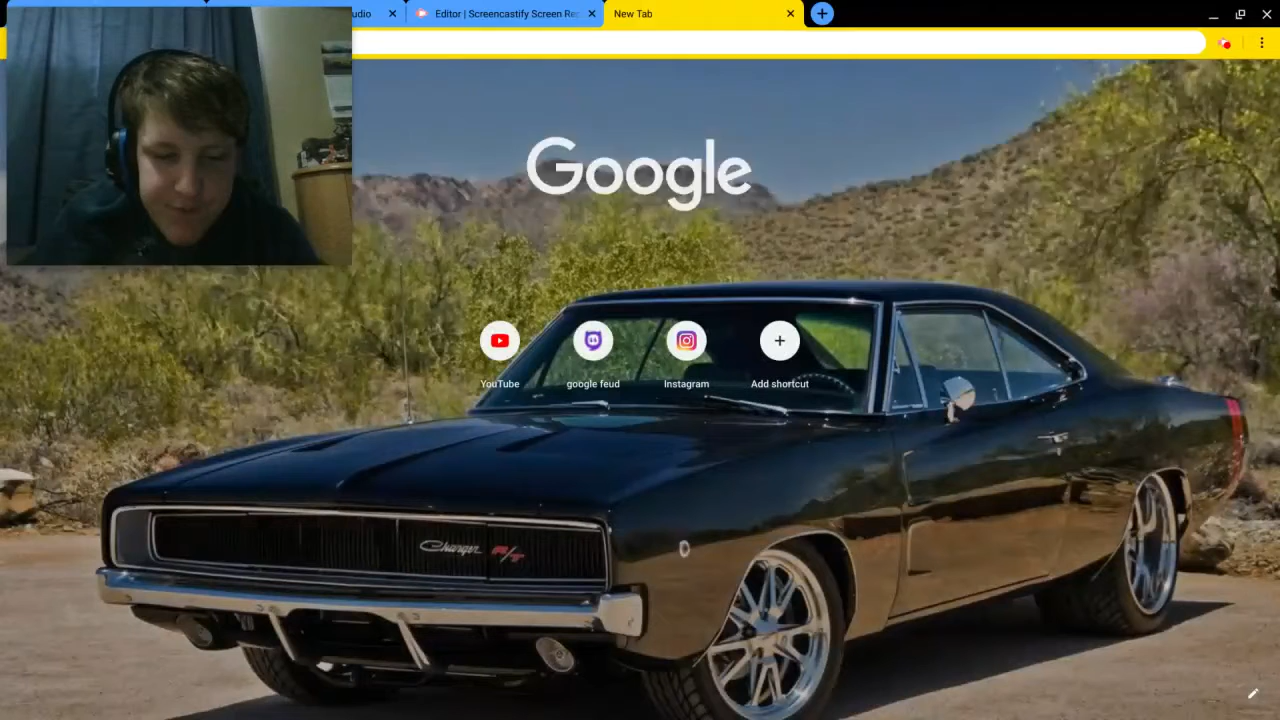 udio
Editor | Screencastify Screen Re
New Tab
Google
YouTube
google feud
Instagram
Add shortcut
Charger R/T